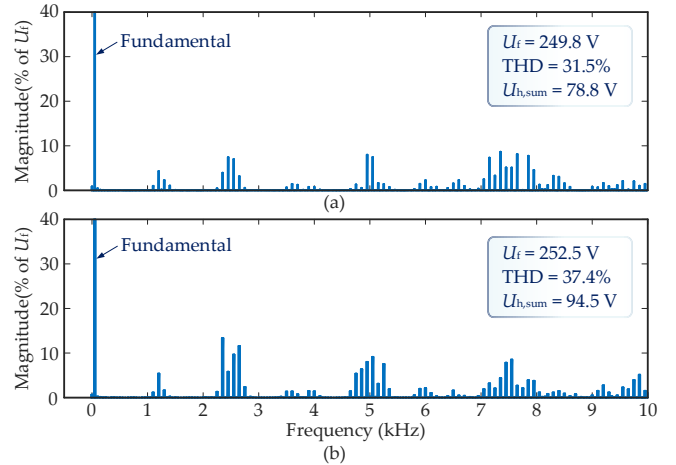 Magnitude(% of Uf)
40
30
20
10
0
Fundamental
Uf = 249.8 V
THD = 31.5%
Uh,sum = 78.8 V
(a)
Magnitude(% of Uf)
40
30
20
10
0
Fundamental
Uf = 252.5 V
THD = 37.4%
Uh,sum = 94.5 V
0 1 2 3 4 5 6 7 8 9 10
Frequency (kHz)
(b)